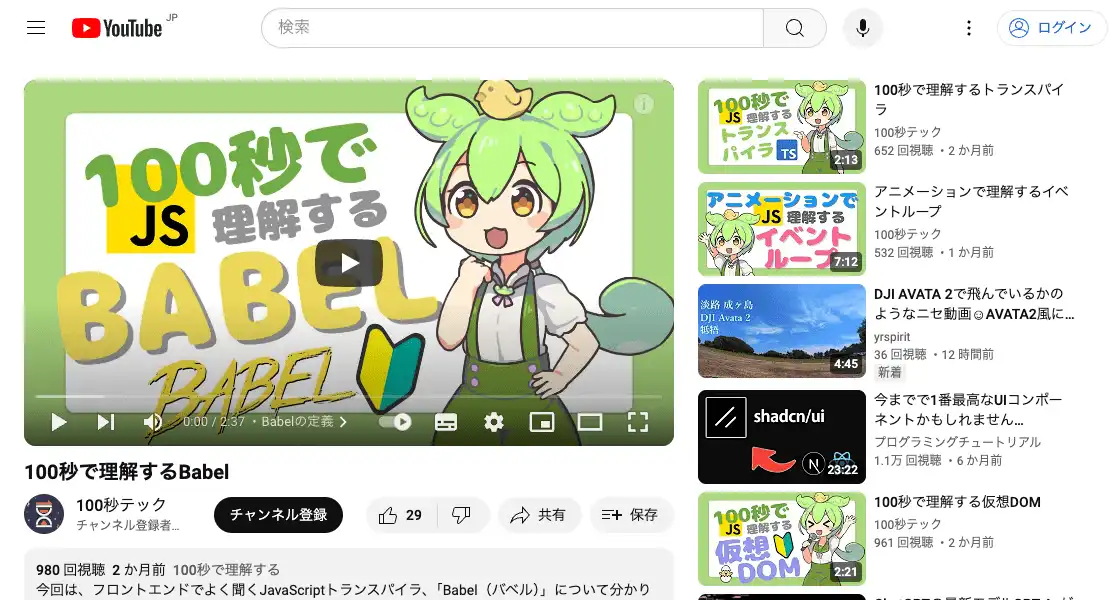 YouTube JP
検索
ログイン
100秒で
JS 理解する
BABEL
BABEL
0:00 / 2:37 ・Babelの定義
100秒で理解するBabel
100秒テック
チャンネル登録者...
チャンネル登録
29
共有
保存
980 回視聴 2 か月前 100秒で理解する
今回は、フロントエンドでよく聞くJavaScriptトランスパイラ、「Babel（バベル）」について分かり
100秒で
JS 理解する
トランス
パイラ TS
2:13
100秒で理解するトランスパイ
ラ
100秒テック
652 回視聴 ・2 か月前
アニメーションで
JS 理解する
イベント
ループ
7:12
アニメーションで理解するイベ
ントループ
100秒テック
532 回視聴 ・1 か月前
淡路 成ヶ島
DJI Avata 2
牴牾
4:45
DJI AVATA 2で飛んでいるかの
ようなニセ動画☺AVATA2風に...
yrspirit
36 回視聴 ・12 時間前
新着
shadcn/ui
N
23:22
今までで1番最高なUIコンポー
ネントかもしれません...
プログラミングチュートリアル
1.1万 回視聴 ・6 か月前
100秒で
JS 理解する
仮想
DOM
2:21
100秒で理解する仮想DOM
100秒テック
961 回視聴 ・2 か月前